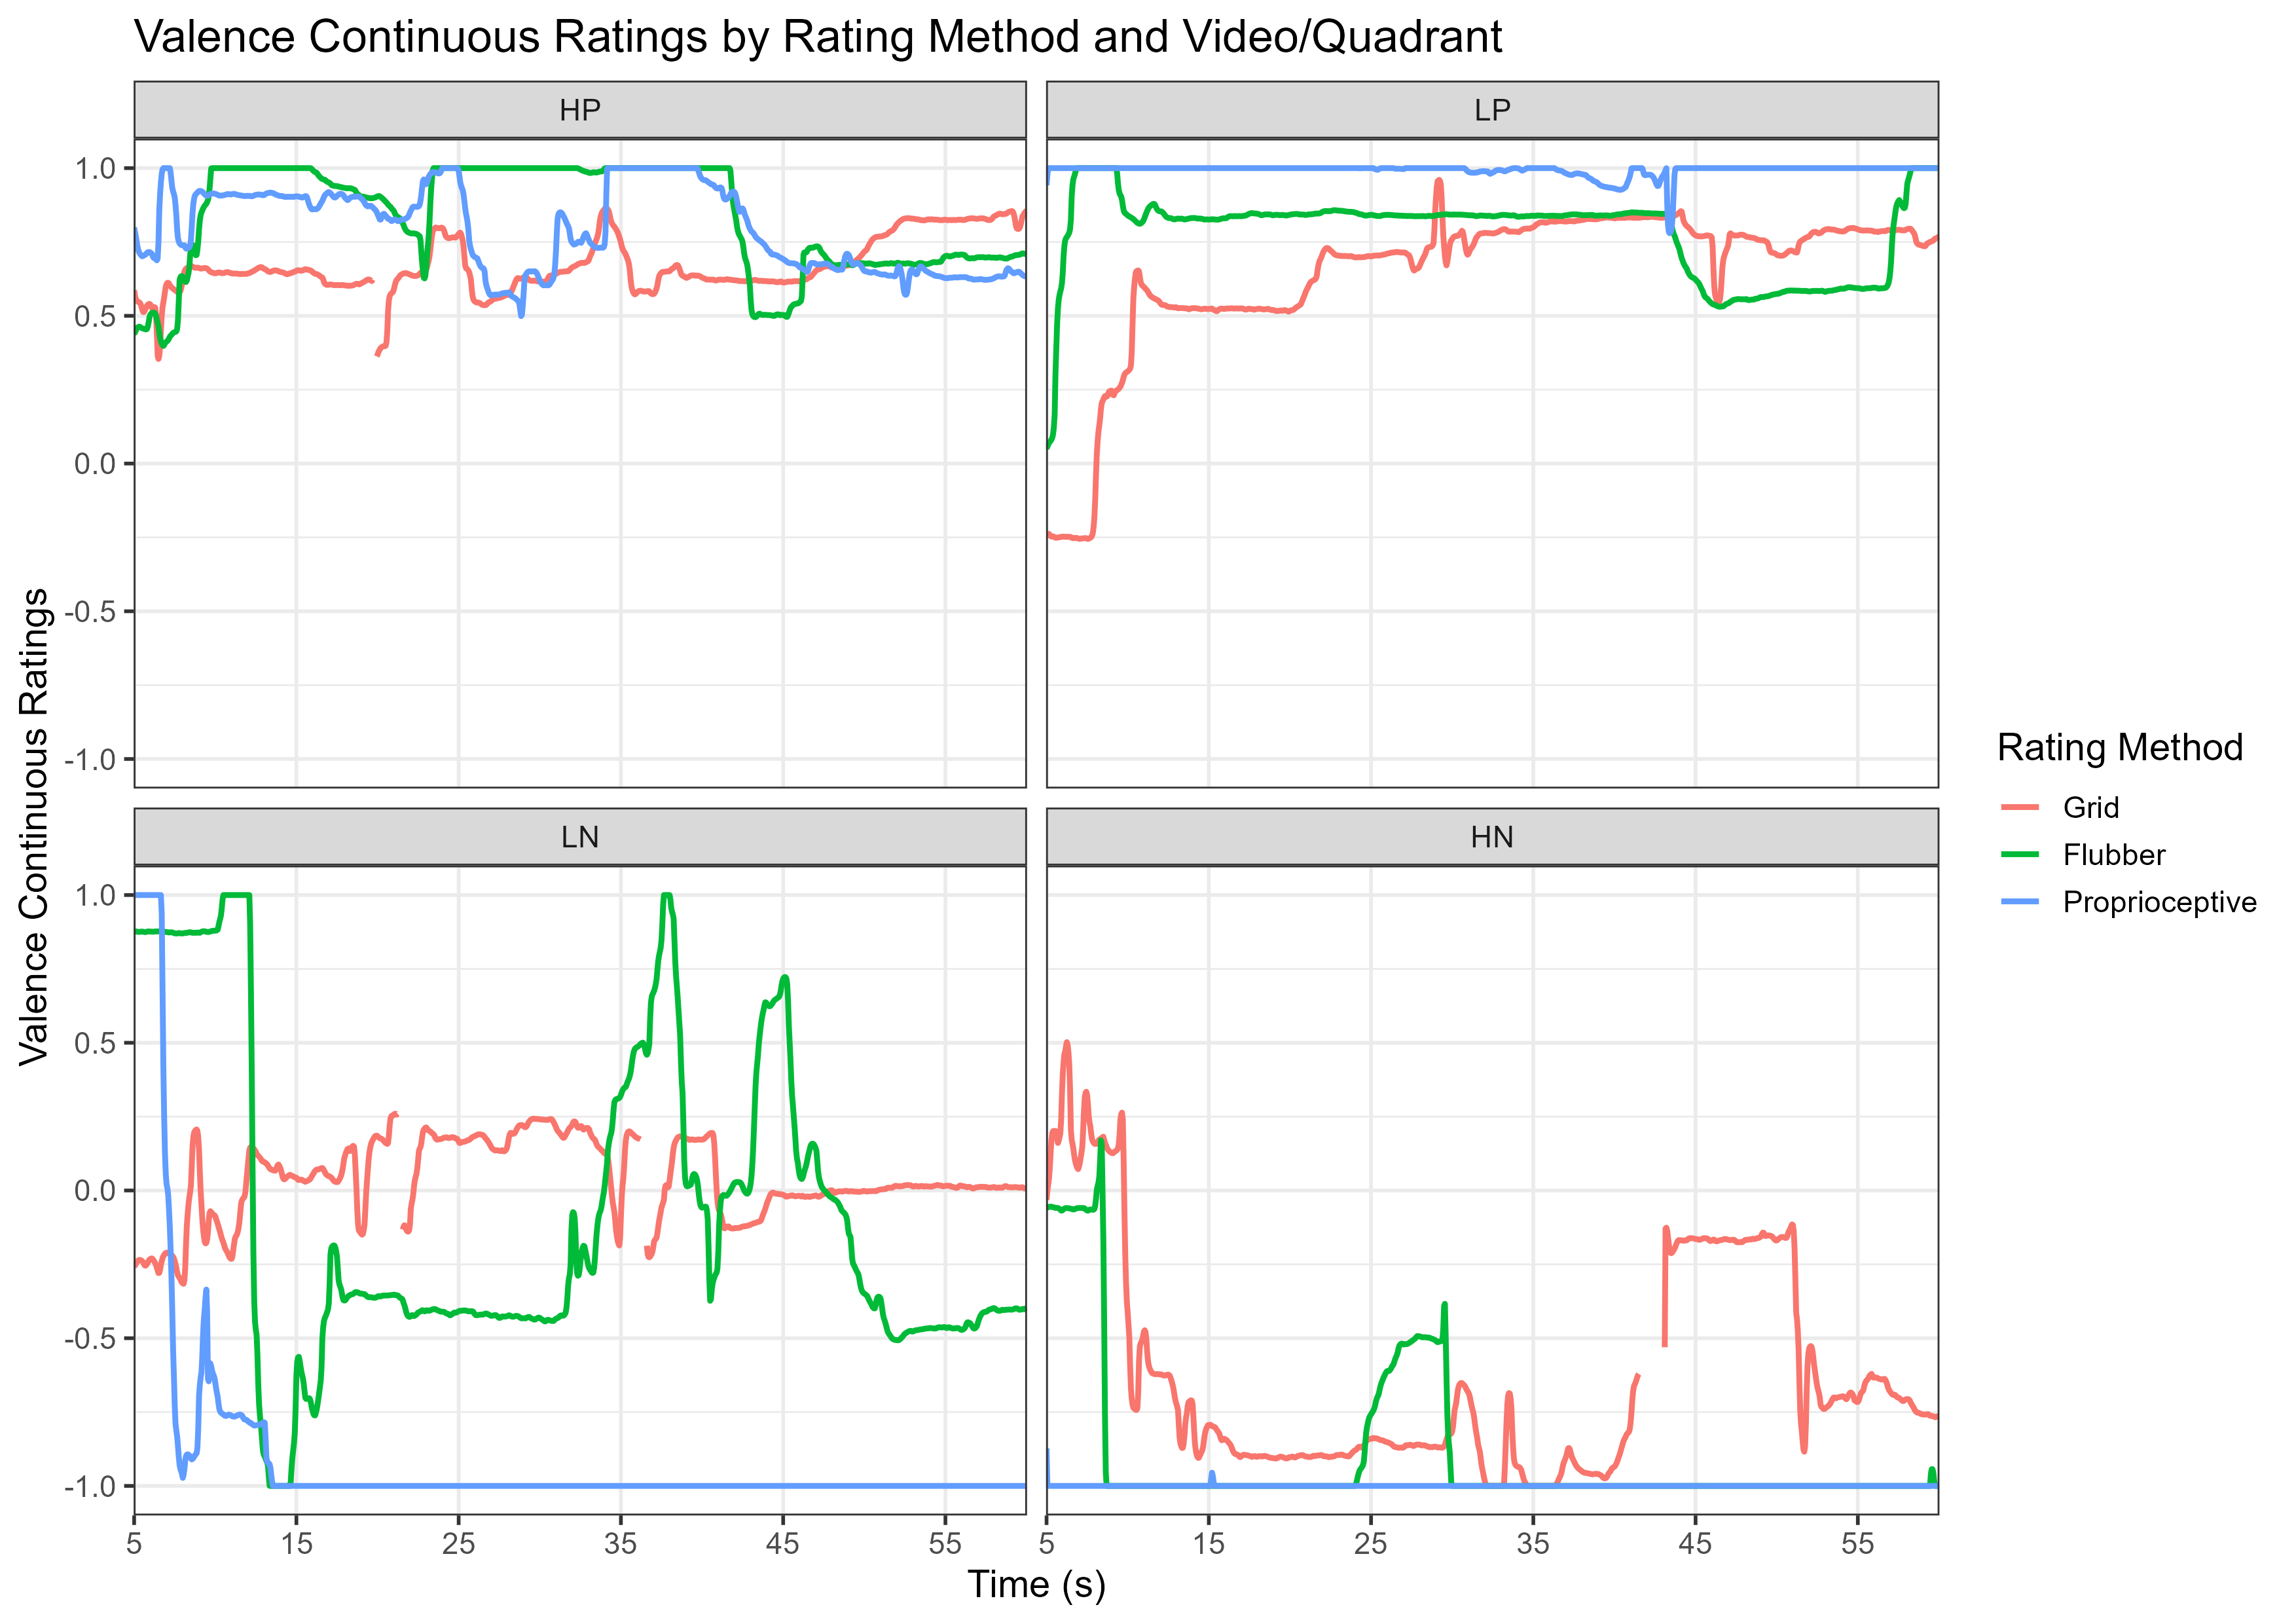 Valence Continuous Ratings by Rating Method and Video/Quadrant
HP
LP
1.0
0.5
0.0
-0.5
-1.0
LN
HN
1.0
0.5
0.0
-0.5
-1.0
5
15
25
35
45
55
5
15
25
35
45
55
Time (s)
Valence Continuous Ratings
Rating Method
Grid
Flubber
Proprioceptive